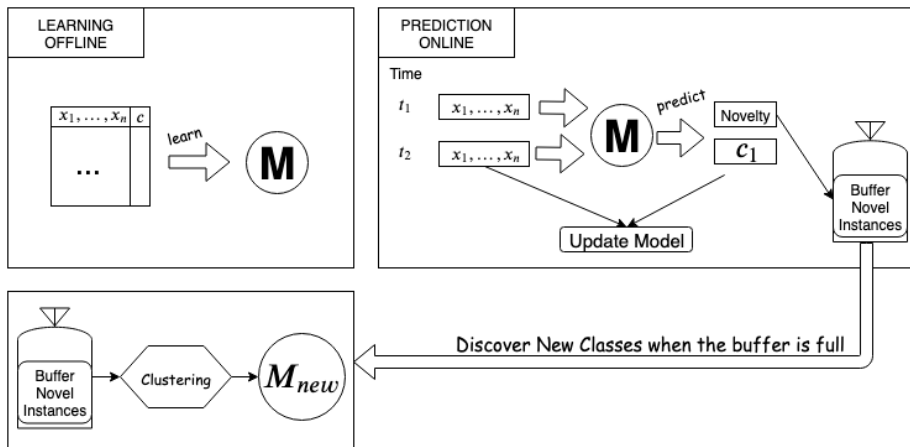 LEARNING
OFFLINE
x₁, . . . , xₙ c
...
learn
M
PREDICTION
ONLINE
Time
t₁ x₁, . . . , xₙ
t₂ x₁, . . . , xₙ
M
predict
Novelty
c₁
Update Model
Buffer
Novel
Instances
Discover New Classes when the buffer is full
Buffer
Novel
Instances
Clustering
Mₙₑw